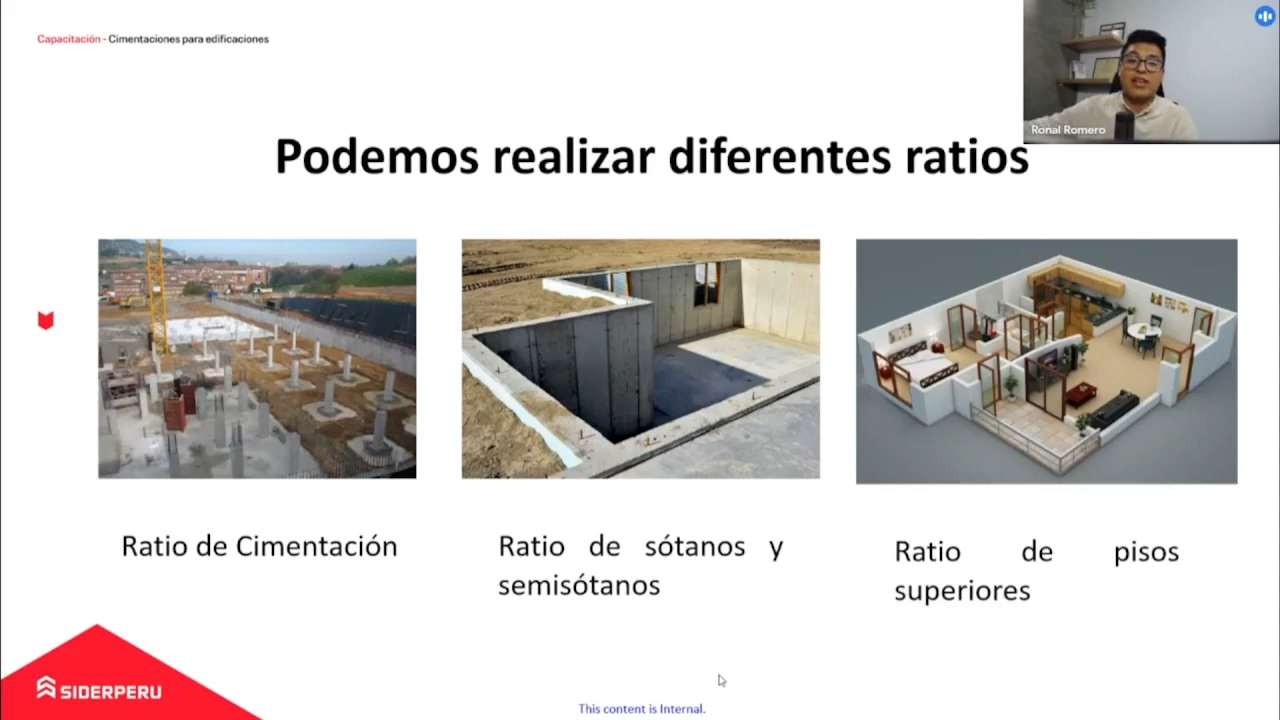 Capacitación - Cimentaciones para edificaciones
Ronal Romero
Podemos realizar diferentes ratios
Ratio de Cimentación
Ratio de sótanos y
semisótanos
Ratio de pisos
superiores
SIDERPERU
This content is Internal.